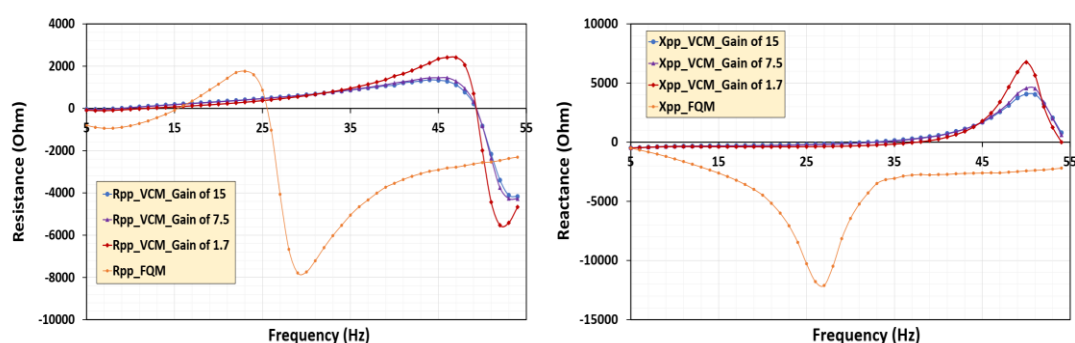 4000
2000
0
-2000
-4000
-6000
-8000
-10000
5
15
25
35
45
55
Resistance (Ohm)
Frequency (Hz)
Rpp_VCM_Gain of 15
Rpp_VCM_Gain of 7.5
Rpp_VCM_Gain of 1.7
Rpp_FQM
10000
5000
0
-5000
-10000
-15000
5
15
25
35
45
55
Reactance (Ohm)
Frequency (Hz)
Xpp_VCM_Gain of 15
Xpp_VCM_Gain of 7.5
Xpp_VCM_Gain of 1.7
Xpp_FQM